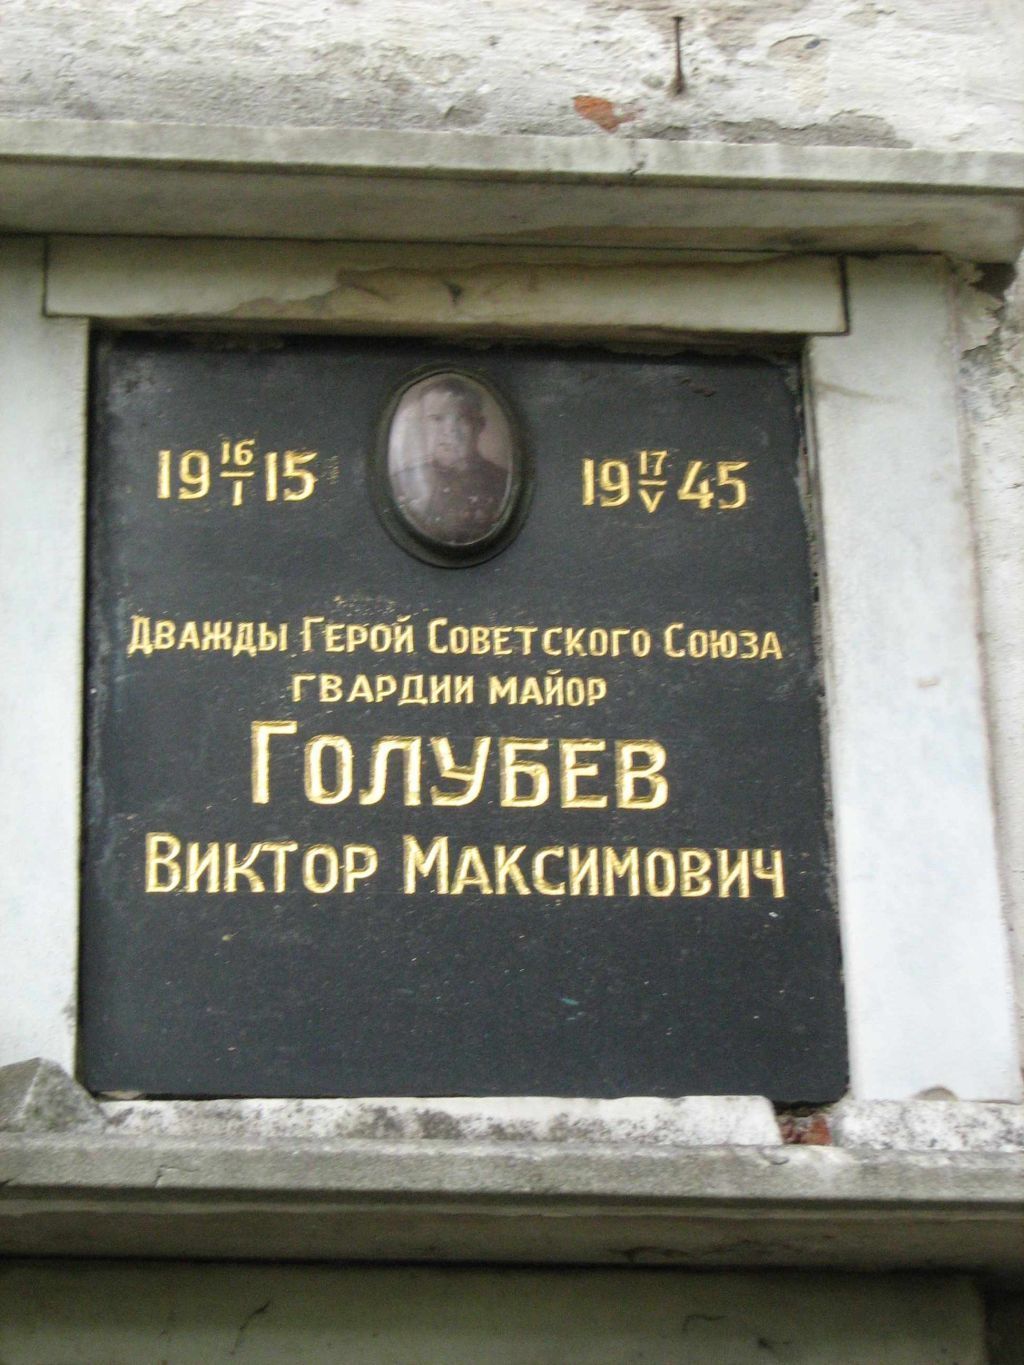 19 16/I 15
19 17/V 45
Дважды Герой Советского Союза
гвардии майор
Голубев
Виктор Максимович